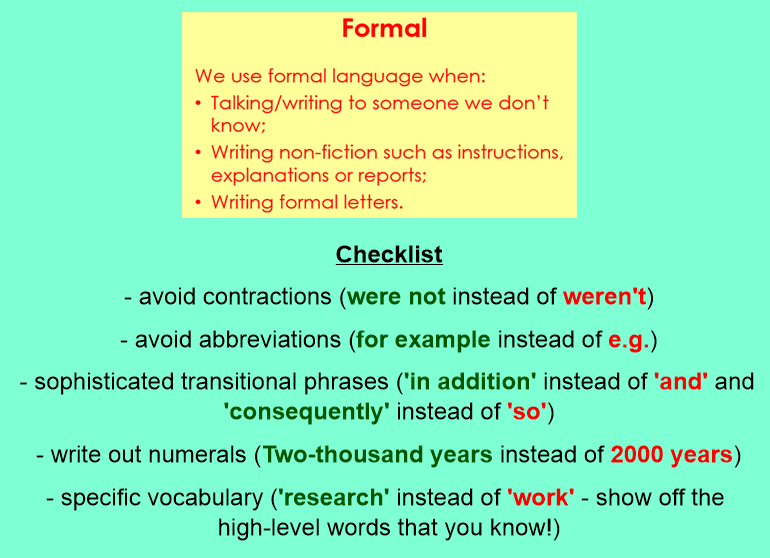 Formal
We use formal language when:
• Talking/writing to someone we don't
know;
• Writing non-fiction such as instructions,
explanations or reports;
• Writing formal letters.
Checklist
- avoid contractions (were not instead of weren't)
- avoid abbreviations (for example instead of e.g.)
- sophisticated transitional phrases ('in addition' instead of 'and' and
'consequently' instead of 'so')
- write out numerals (Two-thousand years instead of 2000 years)
- specific vocabulary ('research' instead of 'work' - show off the
high-level words that you know!)